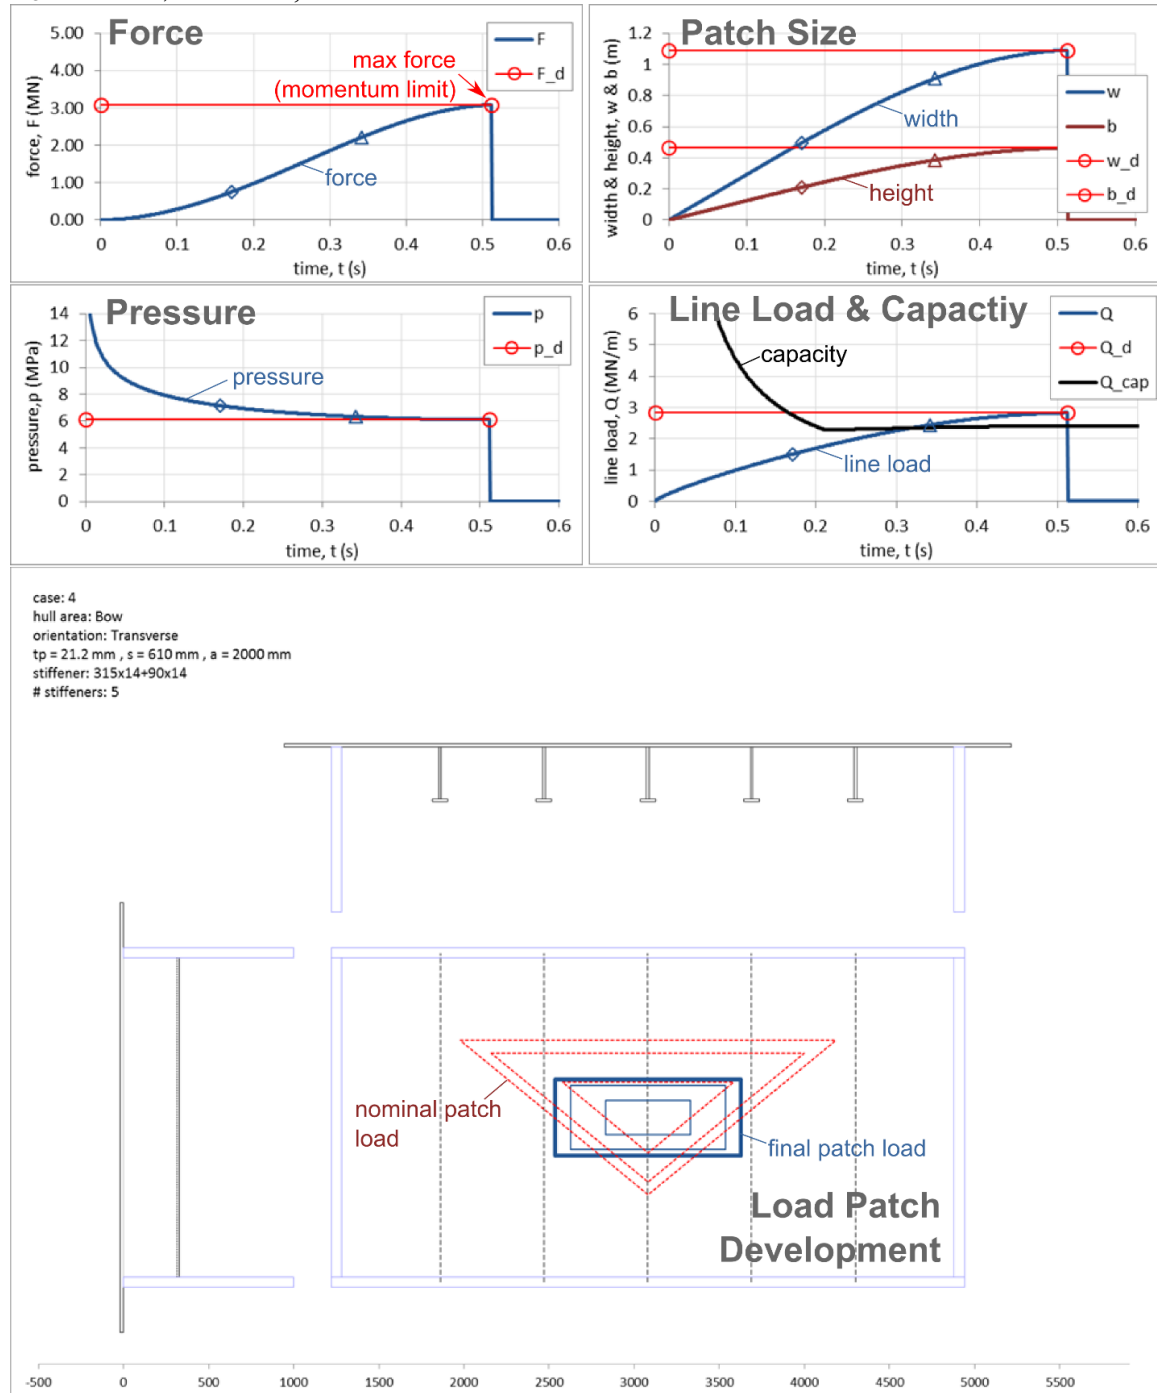 Force
5.00
4.00
3.00
2.00
1.00
0.00
force, F (MN)
0
0.1
0.2
0.3
0.4
0.5
0.6
time, t (s)
F
F_d
max force
(momentum limit)
force
Patch Size
1.2
1
0.8
0.6
0.4
0.2
0
width & height, w & b (m)
0
0.1
0.2
0.3
0.4
0.5
0.6
time, t (s)
w
b
w_d
b_d
width
height
Pressure
14
12
10
8
6
4
2
0
pressure,p (MPa)
0
0.1
0.2
0.3
0.4
0.5
0.6
time, t (s)
p
p_d
pressure
Line Load & Capactiy
6
5
4
3
2
1
0
line load, Q (MN/m)
0
0.1
0.2
0.3
0.4
0.5
0.6
time, t (s)
Q
Q_d
Q_cap
capacity
line load
case: 4
hull area: Bow
orientation: Transverse
tp = 21.2 mm , s = 610 mm , a = 2000 mm
stiffener: 315x14+90x14
# stiffeners: 5
nominal patch
load
final patch load
Load Patch
Development
-500
0
500
1000
1500
2000
2500
3000
3500
4000
4500
5000
5500